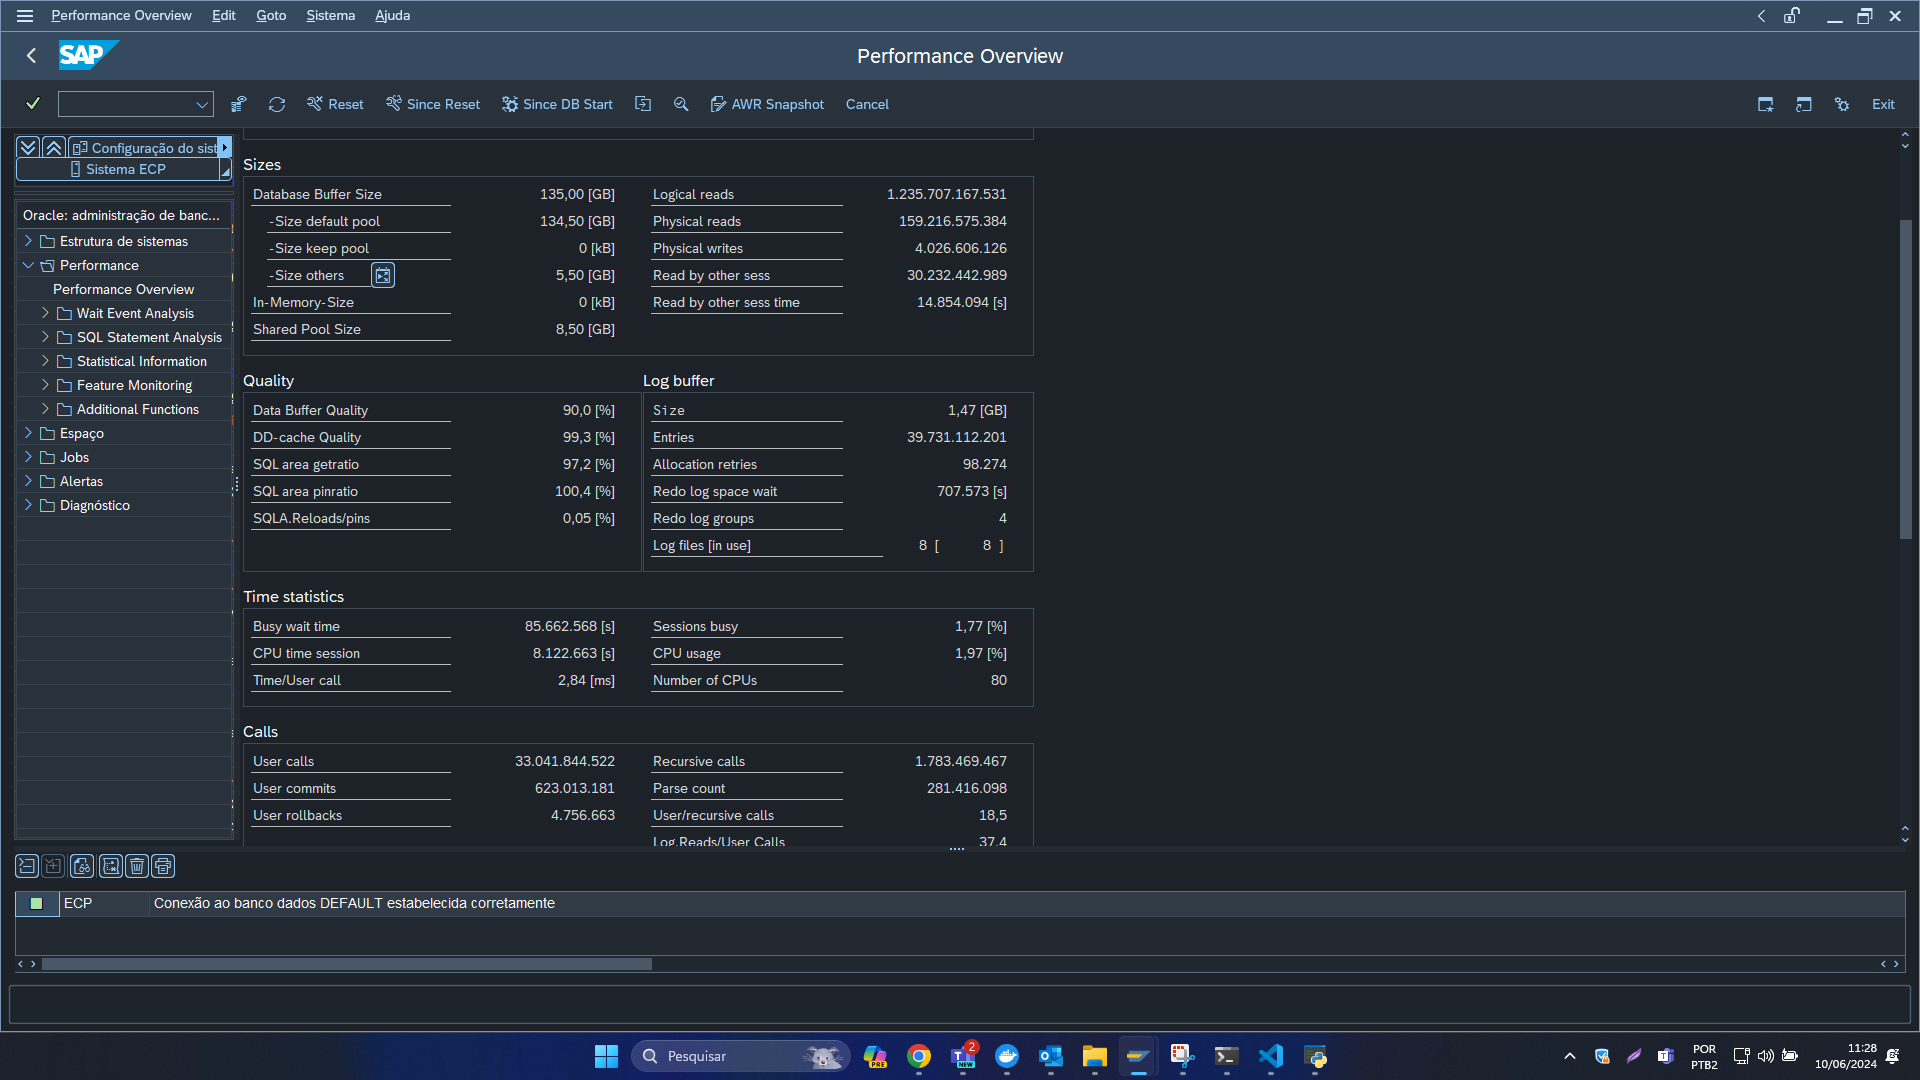 Performance Overview Edit Goto Sistema Ajuda
SAP Performance Overview
Reset Since Reset Since DB Start AWR Snapshot Cancel Exit
Configuração do sist
Sistema ECP
Oracle: administração de banc...
Estrutura de sistemas
Performance
Performance Overview
Wait Event Analysis
SQL Statement Analysis
Statistical Information
Feature Monitoring
Additional Functions
Espaço
Jobs
Alertas
Diagnóstico
Sizes
Database Buffer Size 135,00 [GB] Logical reads 1.235.707.167.531
-Size default pool 134,50 [GB] Physical reads 159.216.575.384
-Size keep pool 0 [kB] Physical writes 4.026.606.126
-Size others 5,50 [GB] Read by other sess 30.232.442.989
In-Memory-Size 0 [kB] Read by other sess time 14.854.094 [s]
Shared Pool Size 8,50 [GB]
Quality Log buffer
Data Buffer Quality 90,0 [%] Size 1,47 [GB]
DD-cache Quality 99,3 [%] Entries 39.731.112.201
SQL area getratio 97,2 [%] Allocation retries 98.274
SQL area pinratio 100,4 [%] Redo log space wait 707.573 [s]
SQLA.Reloads/pins 0,05 [%] Redo log groups 4
Log files [in use] 8 [ 8 ]
Time statistics
Busy wait time 85.662.568 [s] Sessions busy 1,77 [%]
CPU time session 8.122.663 [s] CPU usage 1,97 [%]
Time/User call 2,84 [ms] Number of CPUs 80
Calls
User calls 33.041.844.522 Recursive calls 1.783.469.467
User commits 623.013.181 Parse count 281.416.098
User rollbacks 4.756.663 User/recursive calls 18,5
Log.Reads/User Calls 37,4
ECP Conexão ao banco dados DEFAULT estabelecida corretamente
Pesquisar PRE 2 NEW POR 11:28
PTB2 10/06/2024